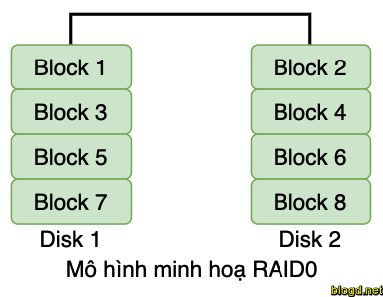 Block 1
Block 2
Block 3
Block 4
Block 5
Block 6
Block 7
Block 8
Disk 1
Disk 2
Mô hình minh hoạ RAID0
blogd.net